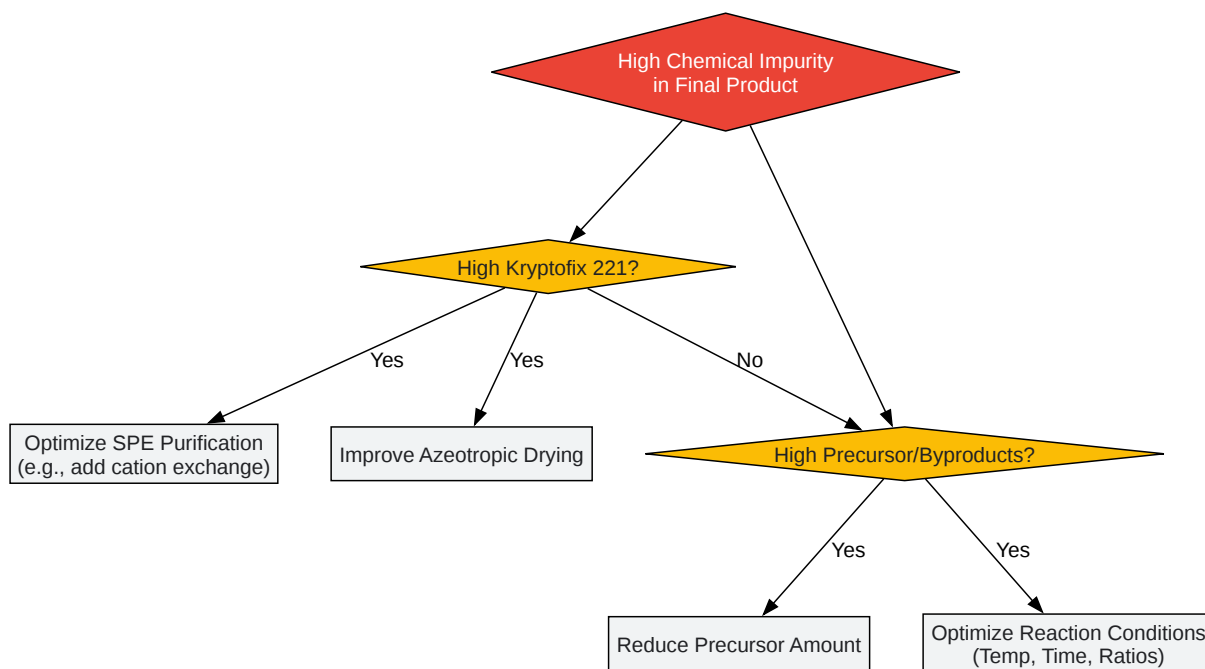 High Chemical Impurity
in Final Product
High Kryptofix 221?
Yes
Yes
No
Optimize SPE Purification
(e.g., add cation exchange)
Improve Azeotropic Drying
High Precursor/Byproducts?
Yes
Yes
Reduce Precursor Amount
Optimize Reaction Conditions
(Temp, Time, Ratios)